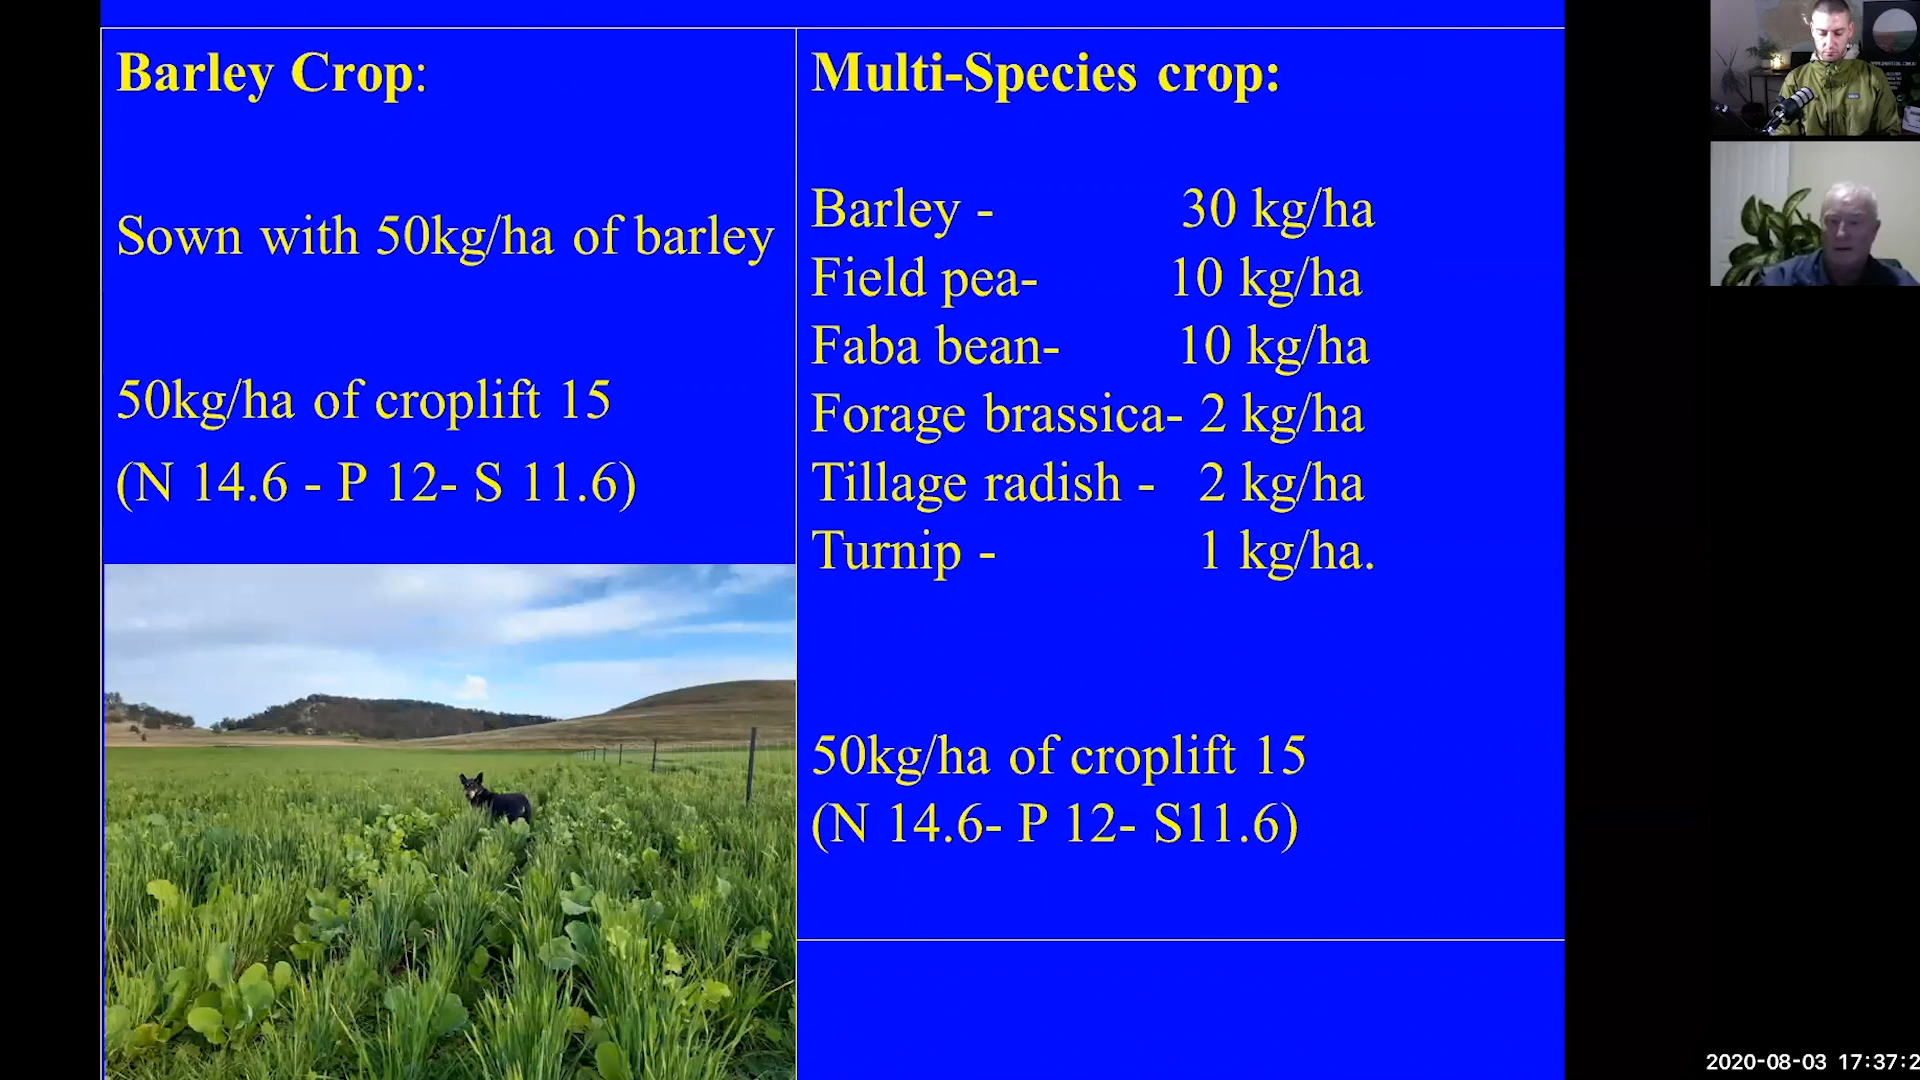 Barley Crop:
Sown with 50kg/ha of barley
50kg/ha of croplift 15
(N 14.6 - P 12- S 11.6)
Multi-Species crop:
Barley - 30 kg/ha
Field pea- 10 kg/ha
Faba bean- 10 kg/ha
Forage brassica- 2 kg/ha
Tillage radish - 2 kg/ha
Turnip - 1 kg/ha.
50kg/ha of croplift 15
(N 14.6- P 12- S11.6)
2020-08-03 17:37:2